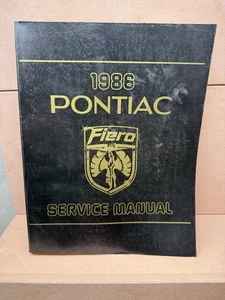 1986
PONTIAC
Fiero
SERVICE MANUAL